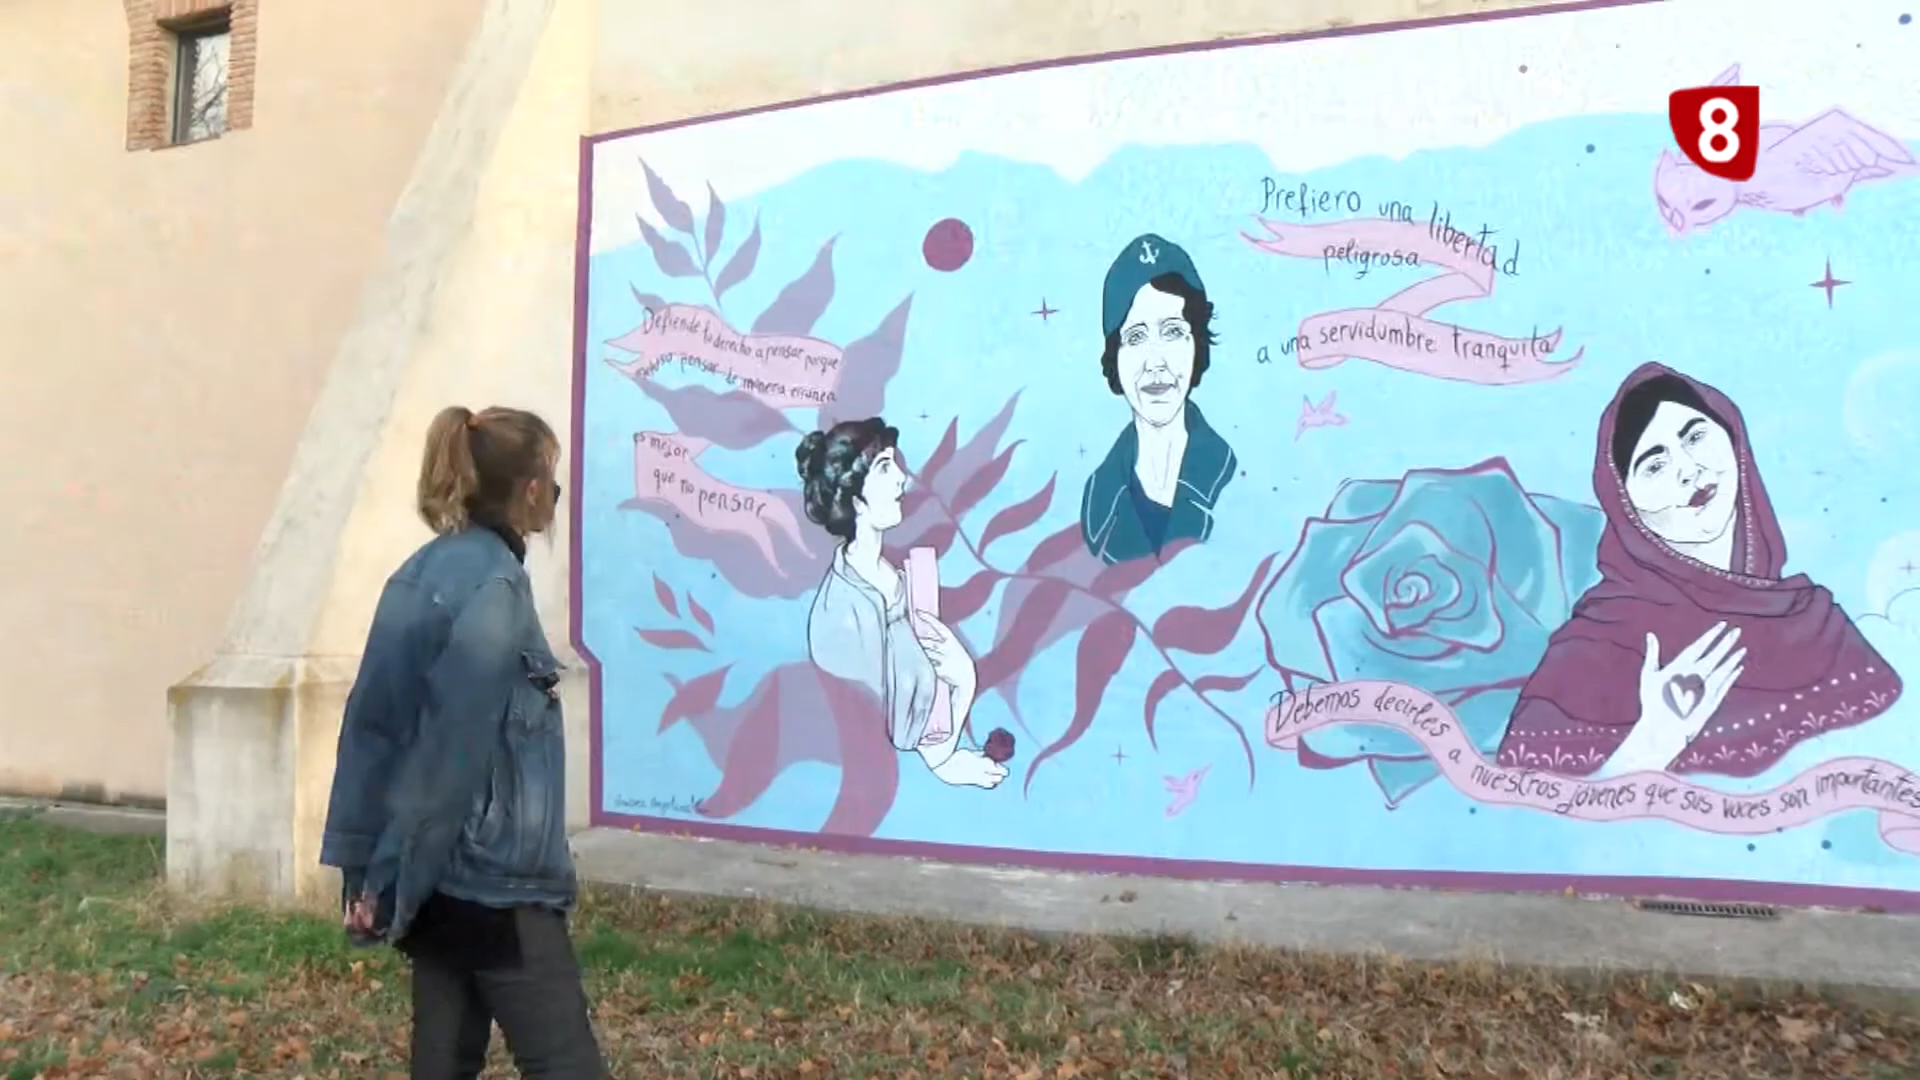 8
Prefiero una libertad
peligrosa
a una servidumbre tranquila
Defiende tu derecho a pensar porque
incluso pensar de manera errónea
es mejor
que no pensar
Debemos decirles a nuestros jóvenes que sus voces son importantes